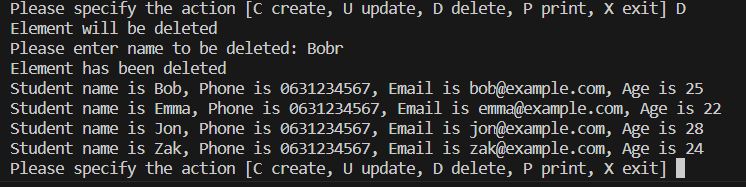 Please specify the action [C create, U update, D delete, P print, X exit] D
Element will be deleted
Please enter name to be deleted: Bobr
Element has been deleted
Student name is Bob, Phone is 0631234567, Email is bob@example.com, Age is 25
Student name is Emma, Phone is 0631234567, Email is emma@example.com, Age is 22
Student name is Jon, Phone is 0631234567, Email is jon@example.com, Age is 28
Student name is Zak, Phone is 0631234567, Email is zak@example.com, Age is 24
Please specify the action [C create, U update, D delete, P print, X exit]